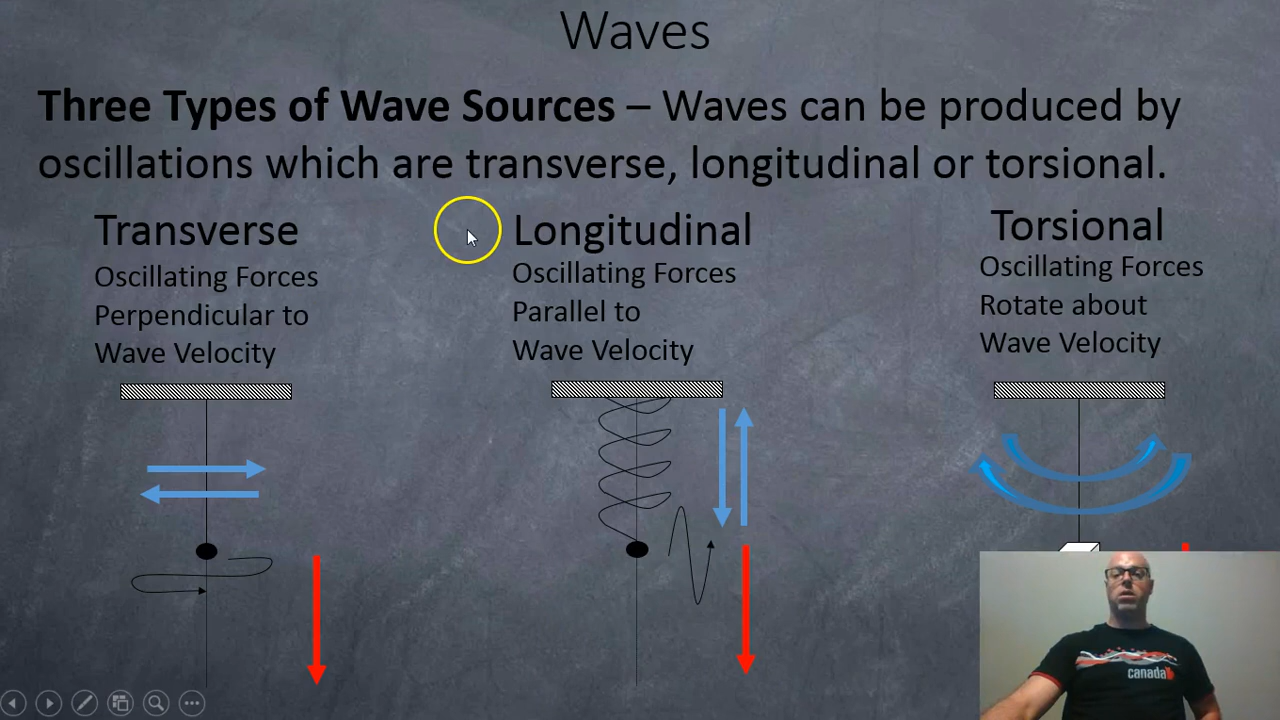 Waves
Three Types of Wave Sources – Waves can be produced by
oscillations which are transverse, longitudinal or torsional.
Transverse
Oscillating Forces
Perpendicular to
Wave Velocity
Longitudinal
Oscillating Forces
Parallel to
Wave Velocity
Torsional
Oscillating Forces
Rotate about
Wave Velocity
canada